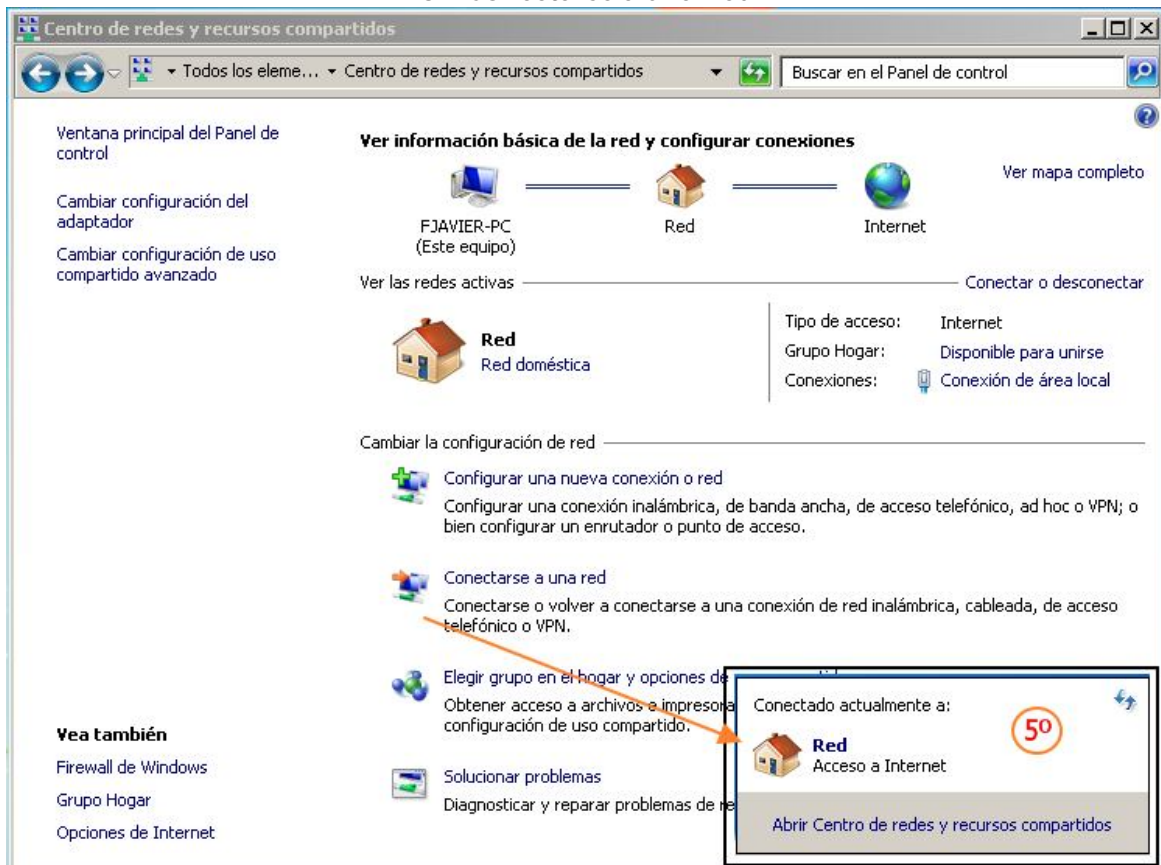 Centro de redes y recursos compartidos
Todos los eleme... Centro de redes y recursos compartidos
Buscar en el Panel de control
Ventana principal del Panel de
control
Cambiar configuración del
adaptador
Cambiar configuración de uso
compartido avanzado
Ver información básica de la red y configurar conexiones
Ver mapa completo
FJAVIER-PC
(Este equipo)
Red
Internet
Ver las redes activas
Conectar o desconectar
Red
Red doméstica
Tipo de acceso: Internet
Grupo Hogar: Disponible para unirse
Conexiones: Conexión de área local
Cambiar la configuración de red
Configurar una nueva conexión o red
Configurar una conexión inalámbrica, de banda ancha, de acceso telefónico, ad hoc o VPN; o
bien configurar un enrutador o punto de acceso.
Conectarse a una red
Conectarse o volver a conectarse a una conexión de red inalámbrica, cableada, de acceso
telefónico o VPN.
Elegir grupo en el hogar y opciones de
Obtener acceso a archivos e impresora
configuración de uso compartido.
Solucionar problemas
Diagnosticar y reparar problemas de re
Vea también
Firewall de Windows
Grupo Hogar
Opciones de Internet
Conectado actualmente a:
5º
Red
Acceso a Internet
Abrir Centro de redes y recursos compartidos